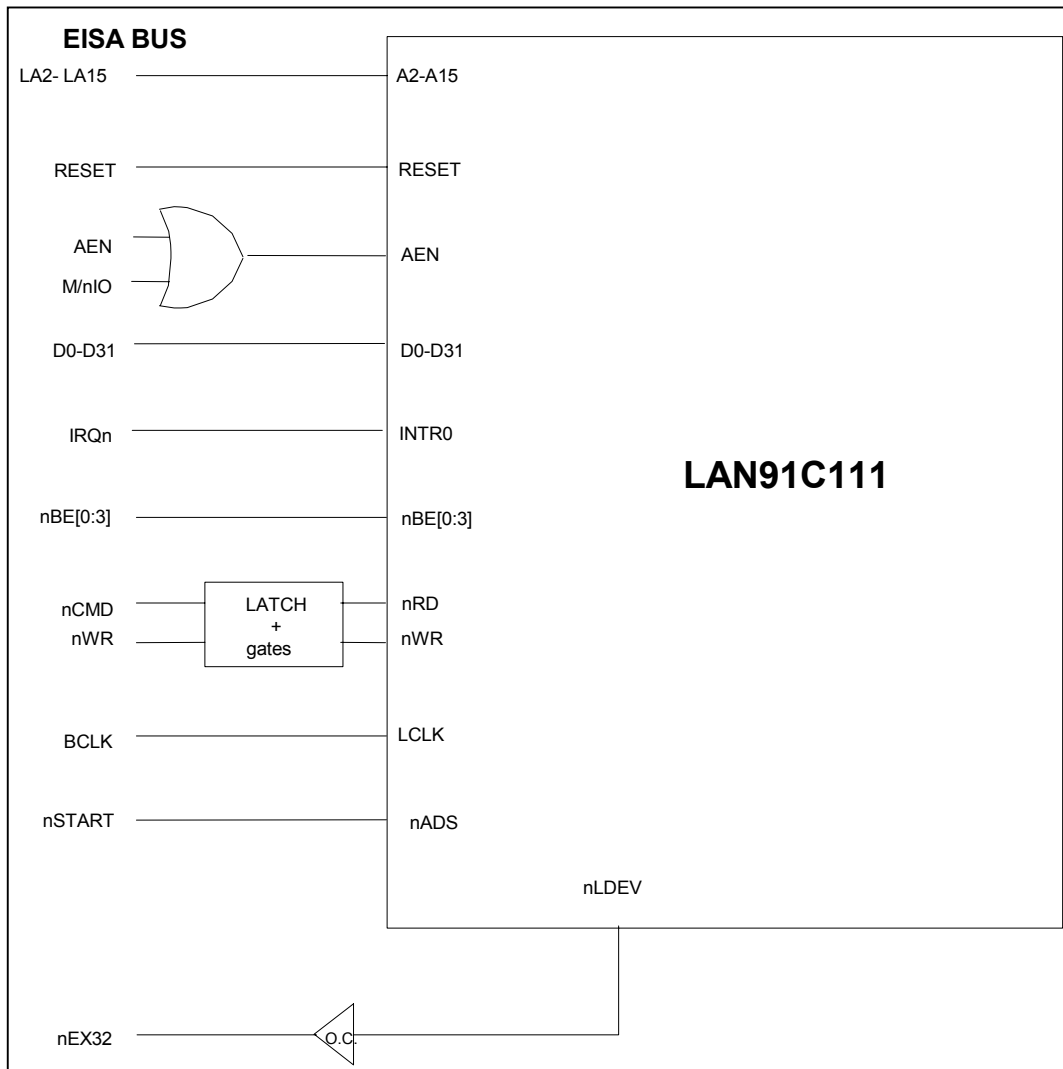 EISA BUS
LA2- LA15
A2-A15
RESET
RESET
AEN
M/nIO
AEN
D0-D31
D0-D31
IRQn
INTR0
LAN91C111
nBE[0:3]
nBE[0:3]
nCMD
nWR
LATCH
+
gates
nRD
nWR
BCLK
LCLK
nSTART
nADS
nLDEV
nEX32
O.C.